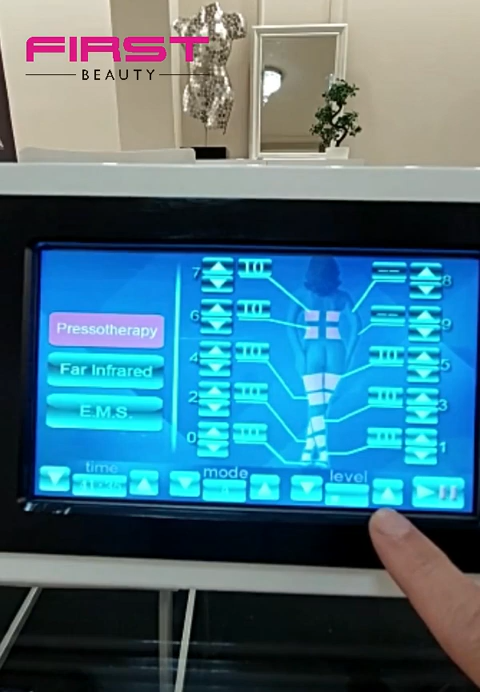 FIRST
BEAUTY
7
8
Pressotherapy
6
9
Far Infrared
4
5
E.M.S.
2
3
0
1
time
mode
level